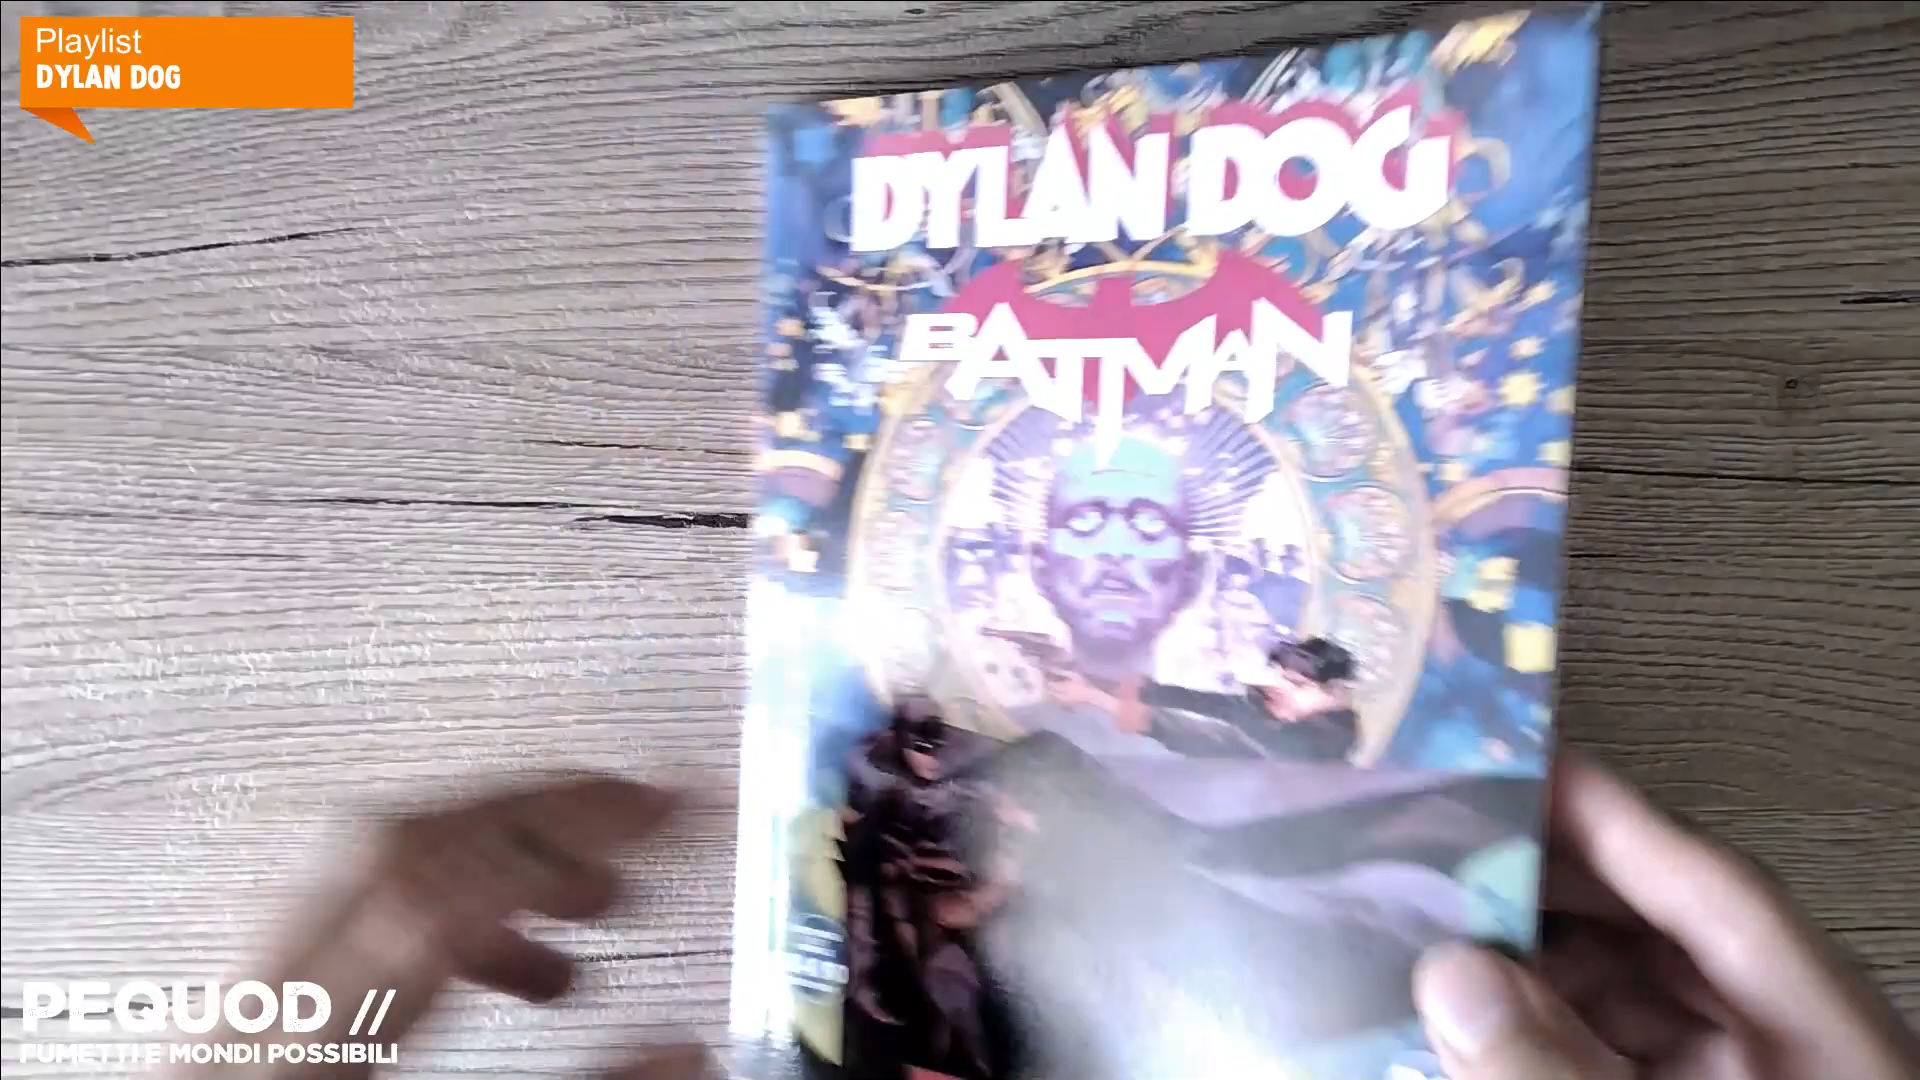 Playlist
DYLAN DOG
DYLAN DOG
BATMAN
PEQUOD //
FUMETTI E MONDI POSSIBILI